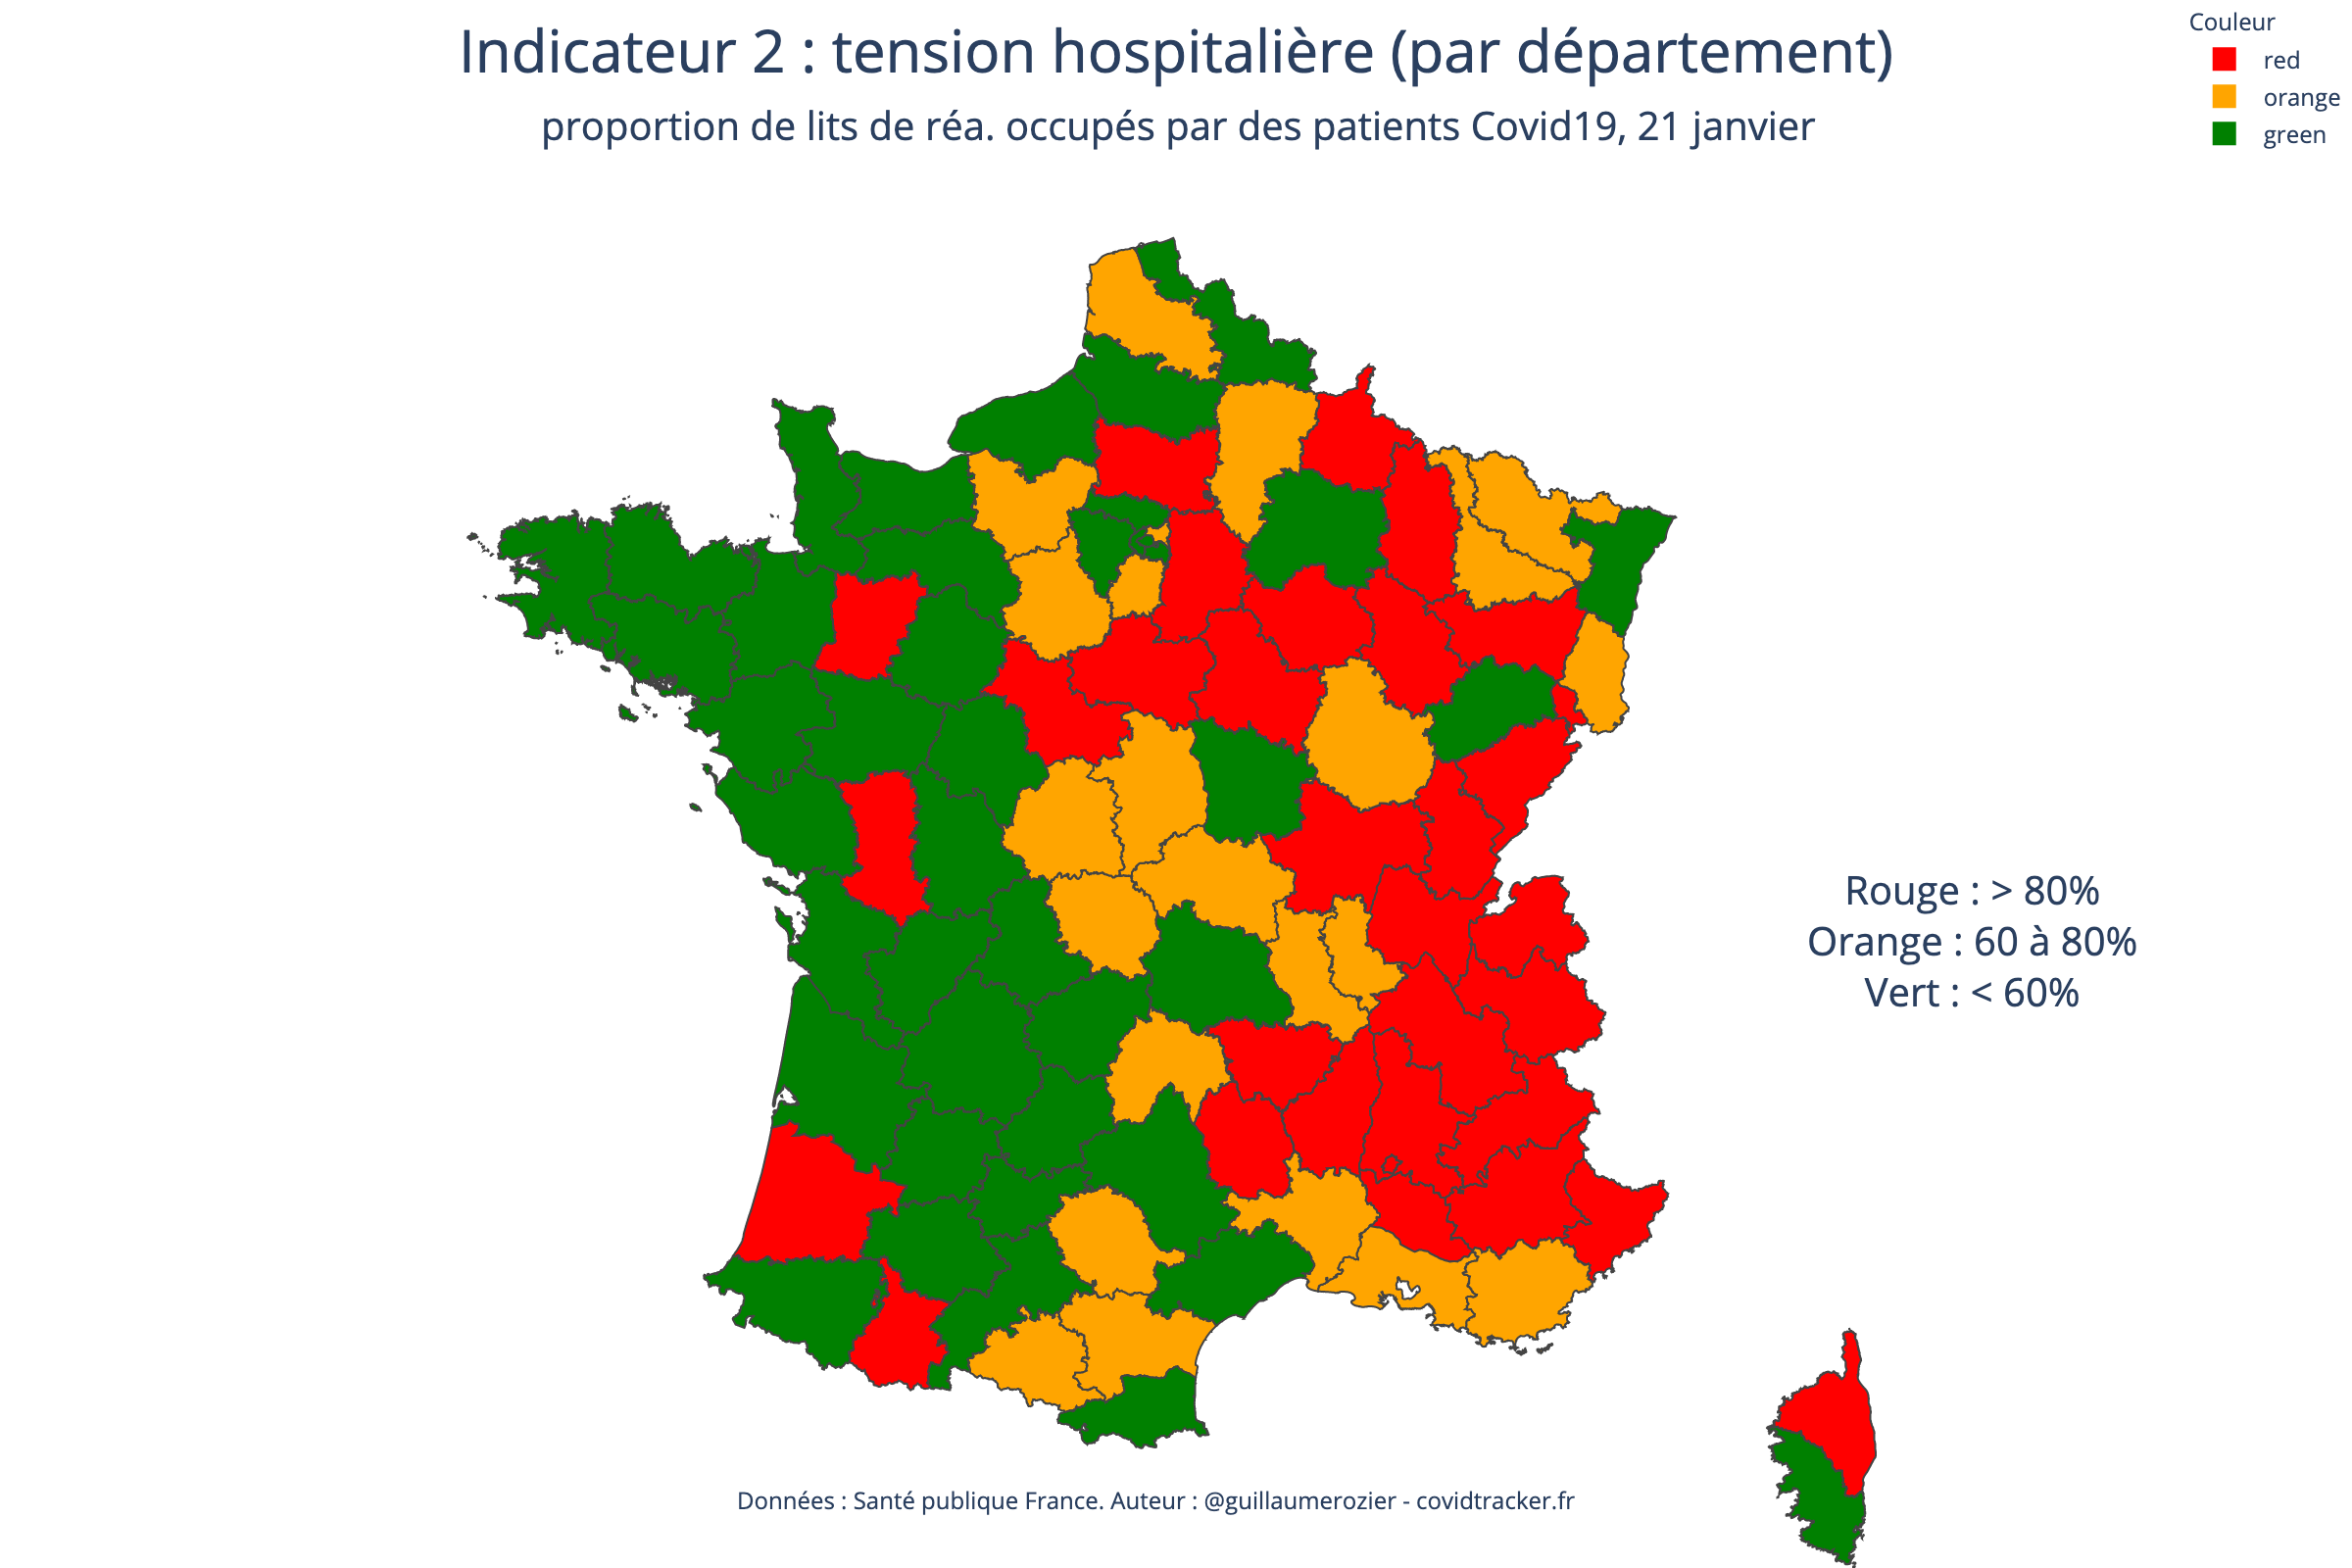 Indicateur 2 : tension hospitalière (par département)
proportion de lits de réa. occupés par des patients Covid19, 21 janvier
Couleur
red
orange
green
Rouge : > 80%
Orange : 60 à 80%
Vert : < 60%
Données : Santé publique France. Auteur : @guillaumerozier - covidtracker.fr